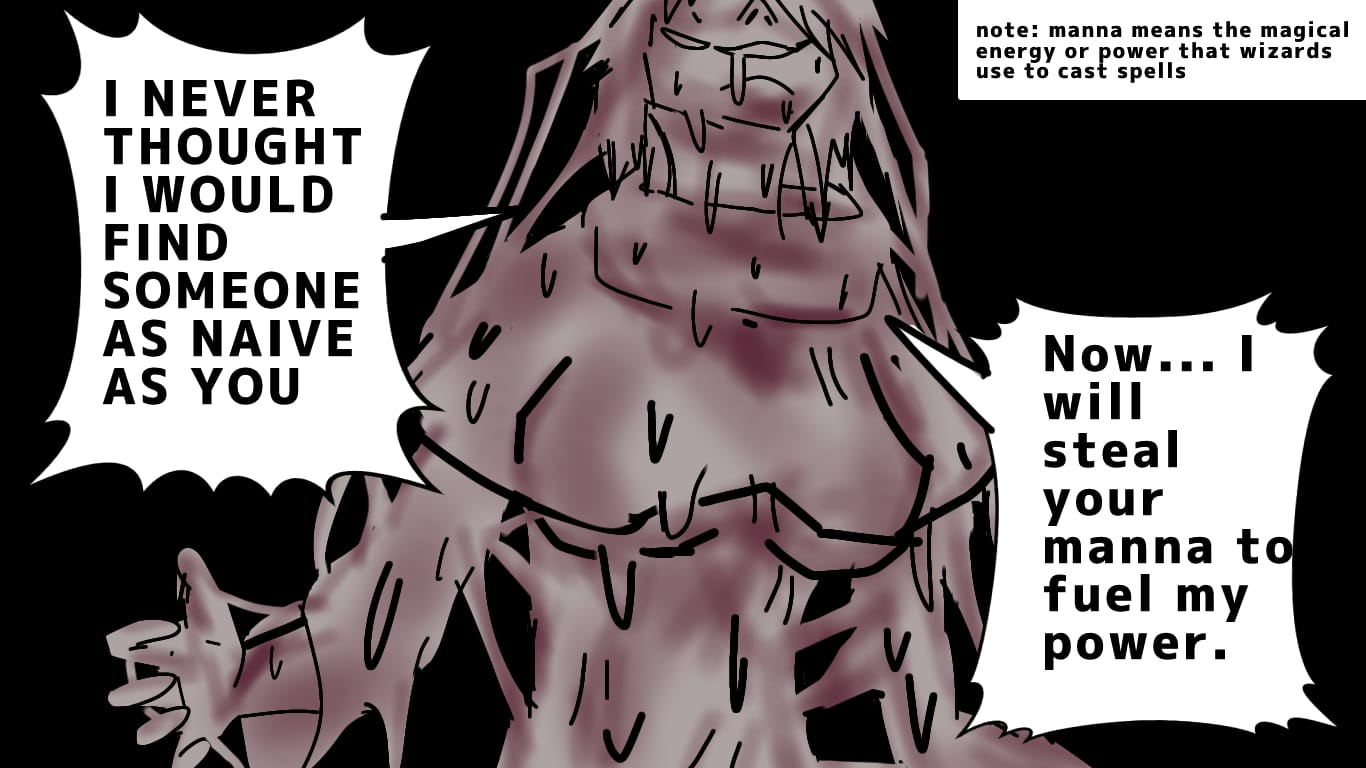 I NEVER
THOUGHT
I WOULD
FIND
SOMEONE
AS NAIVE
AS YOU
note: manna means the magical
energy or power that wizards
use to cast spells
Now... I
will
steal
your
manna to
fuel my
power.